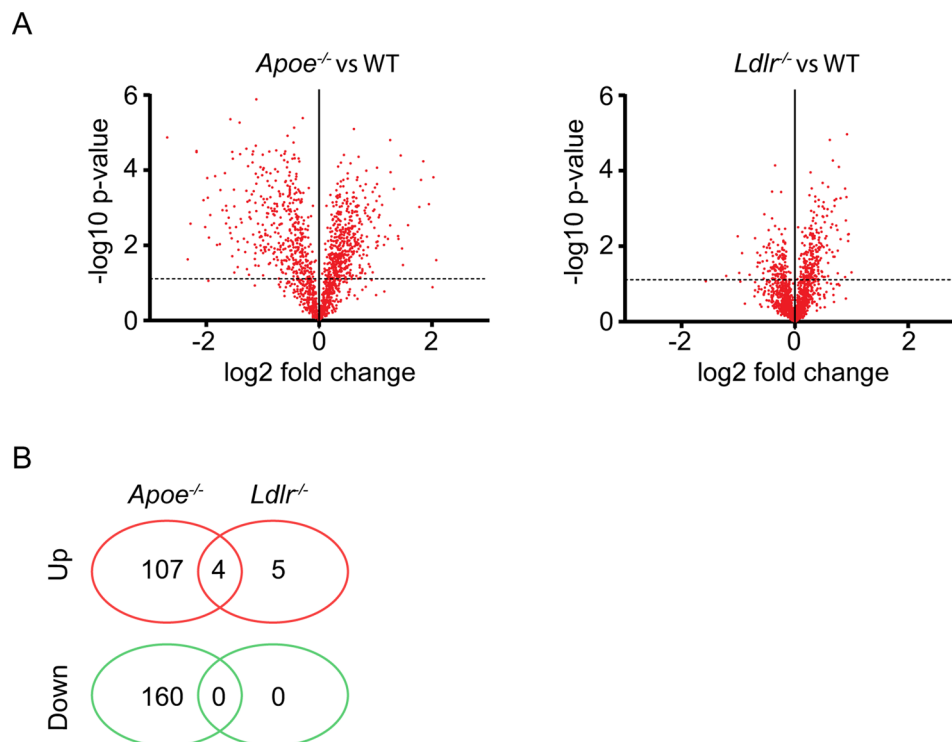 A
Apoe-/- vs WT
Ldlr-/- vs WT
6
4
2
0
-log10 p-value
-2
0
2
log2 fold change
6
4
2
0
-log10 p-value
-2
0
2
log2 fold change
B
Apoe-/-
Ldlr-/-
Up
107
4
5
Down
160
0
0